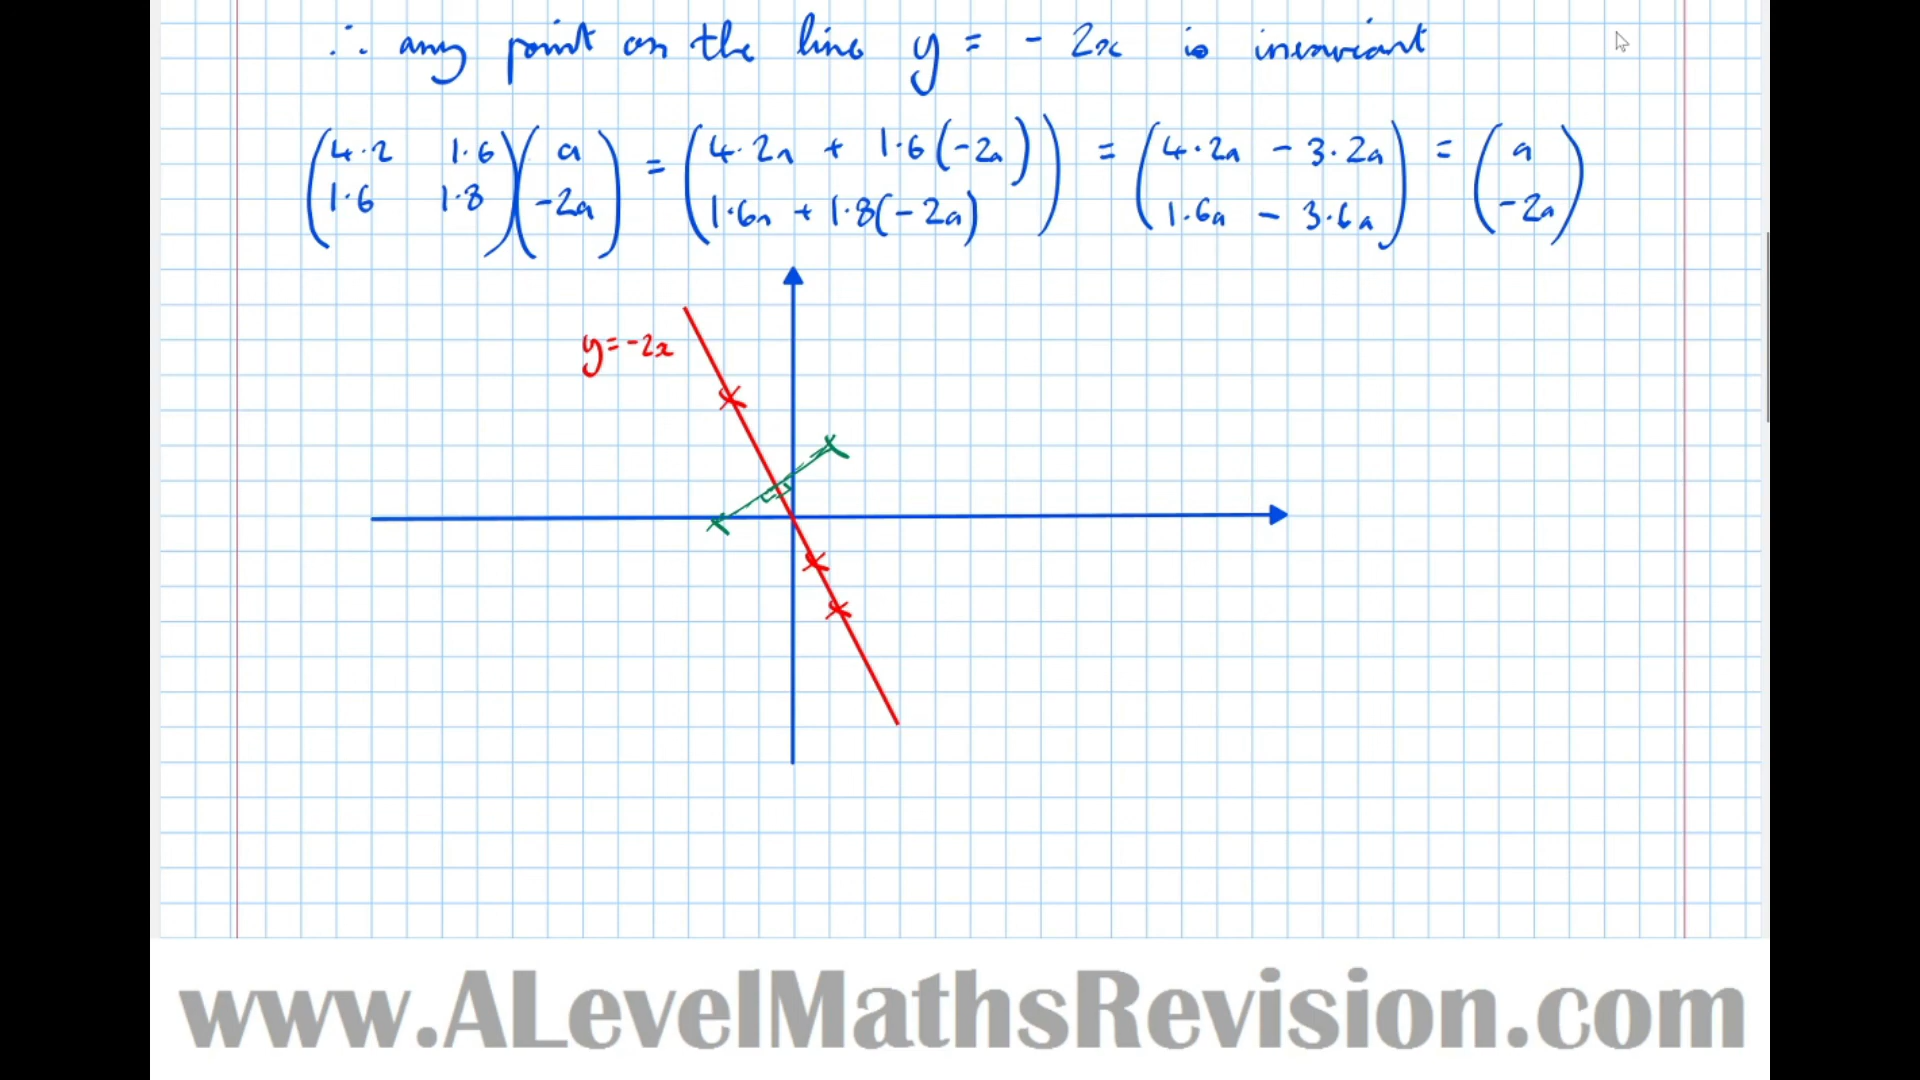 ∴ any point on the line y = - 2x is invariant
(4.2 1.6) (a) = (4.2a + 1.6(-2a)) = (4.2a - 3.2a) = (a)
(1.6 1.8) (-2a) (1.6a + 1.8(-2a)) (1.6a - 3.6a) (-2a)
y=-2x
www.ALevelMathsRevision.com